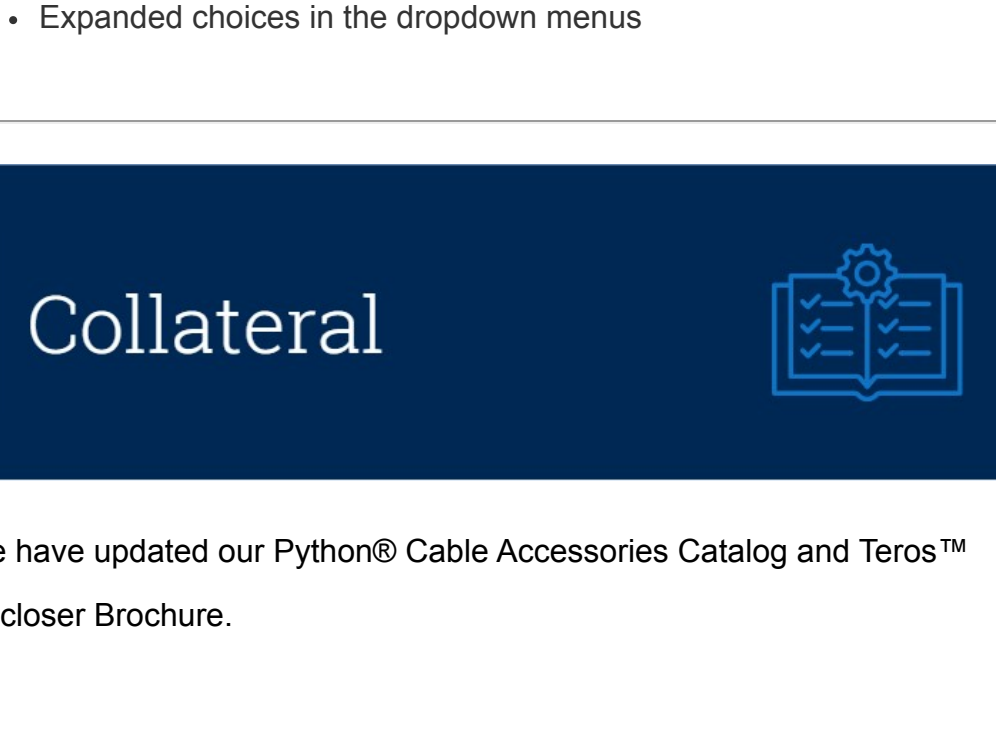 • Expanded choices in the dropdown menus
Collateral
e have updated our Python® Cable Accessories Catalog and Teros™
closer Brochure.